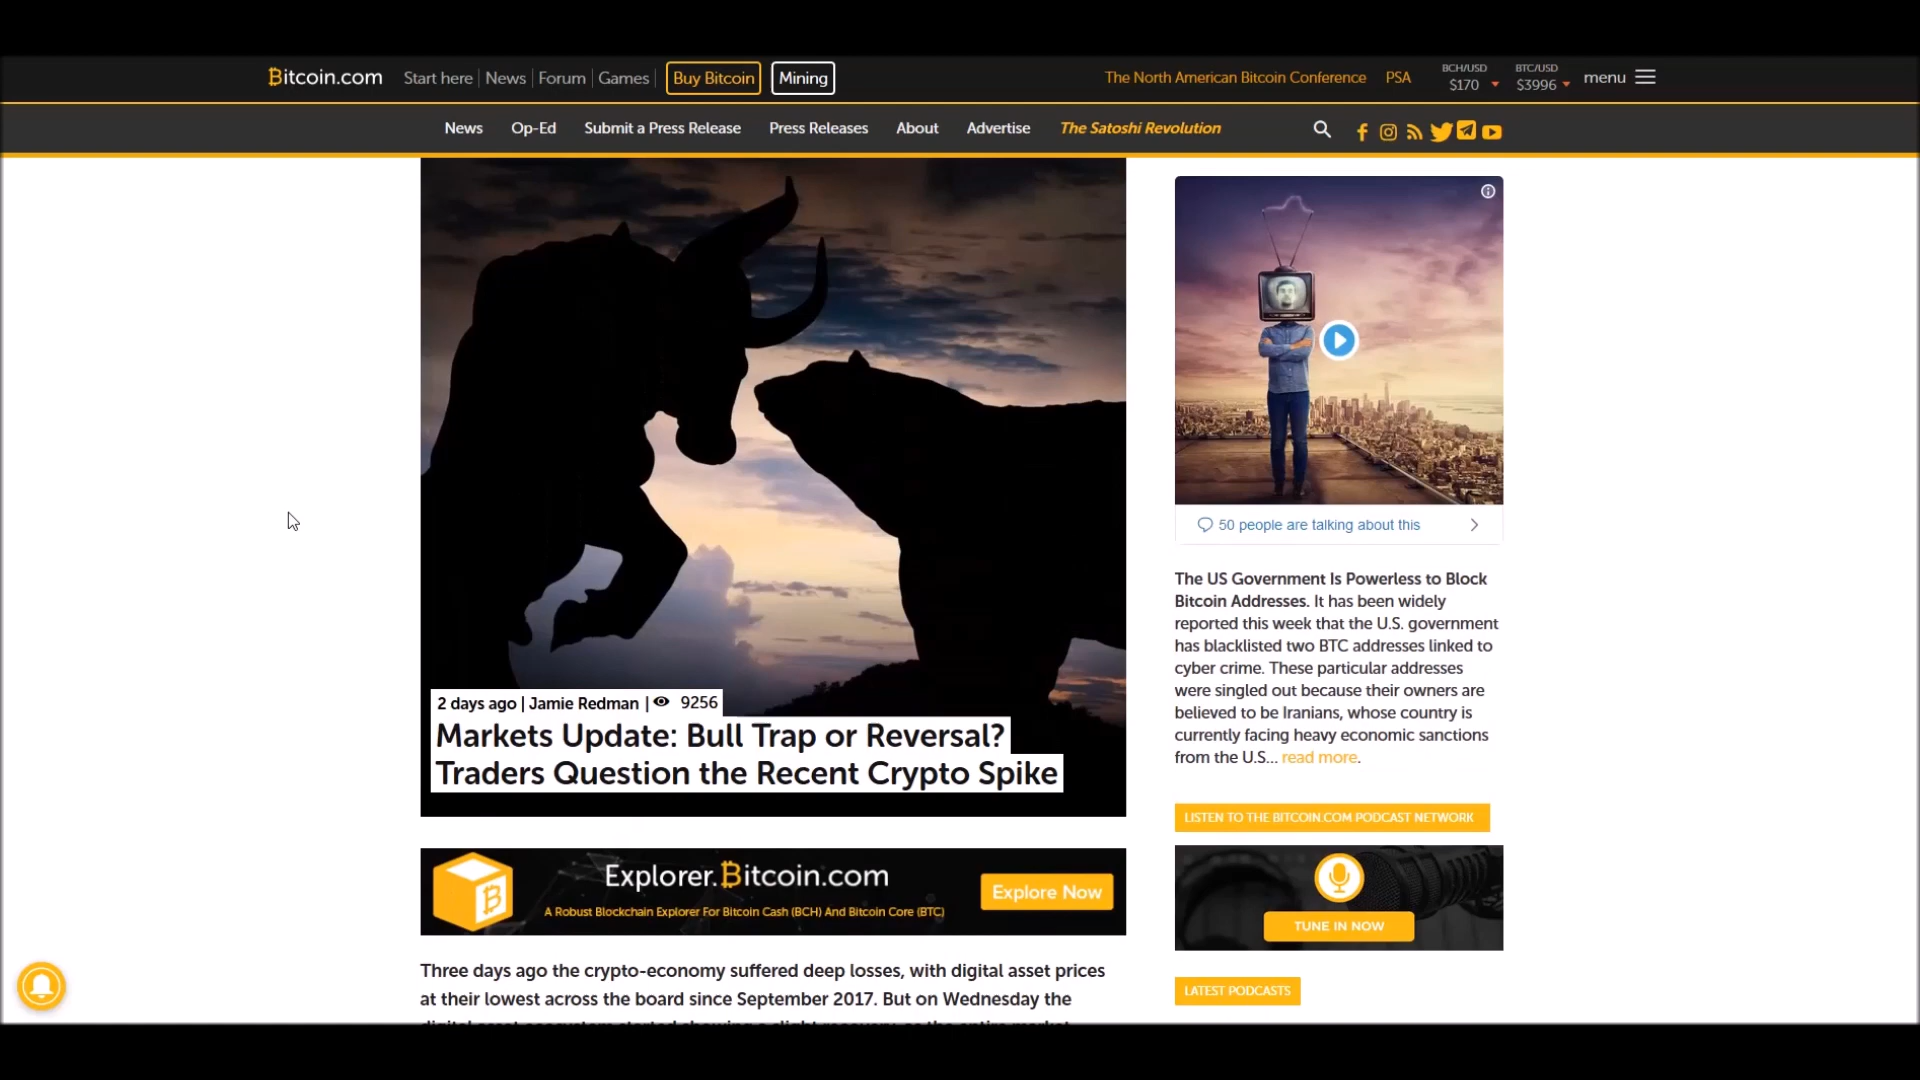 Bitcoin.com Start here News Forum Games Buy Bitcoin Mining The North American Bitcoin Conference PSA BCH/USD $170 BTC/USD $3996 menu
News Op-Ed Submit a Press Release Press Releases About Advertise The Satoshi Revolution
2 days ago | Jamie Redman | 9256
Markets Update: Bull Trap or Reversal?
Traders Question the Recent Crypto Spike
Explorer.Bitcoin.com
A Robust Blockchain Explorer For Bitcoin Cash (BCH) And Bitcoin Core (BTC)
Explore Now
Three days ago the crypto-economy suffered deep losses, with digital asset prices
at their lowest across the board since September 2017. But on Wednesday the
50 people are talking about this
The US Government Is Powerless to Block
Bitcoin Addresses. It has been widely
reported this week that the U.S. government
has blacklisted two BTC addresses linked to
cyber crime. These particular addresses
were singled out because their owners are
believed to be Iranians, whose country is
currently facing heavy economic sanctions
from the U.S... read more.
LISTEN TO THE BITCOIN.COM PODCAST NETWORK
TUNE IN NOW
LATEST PODCASTS